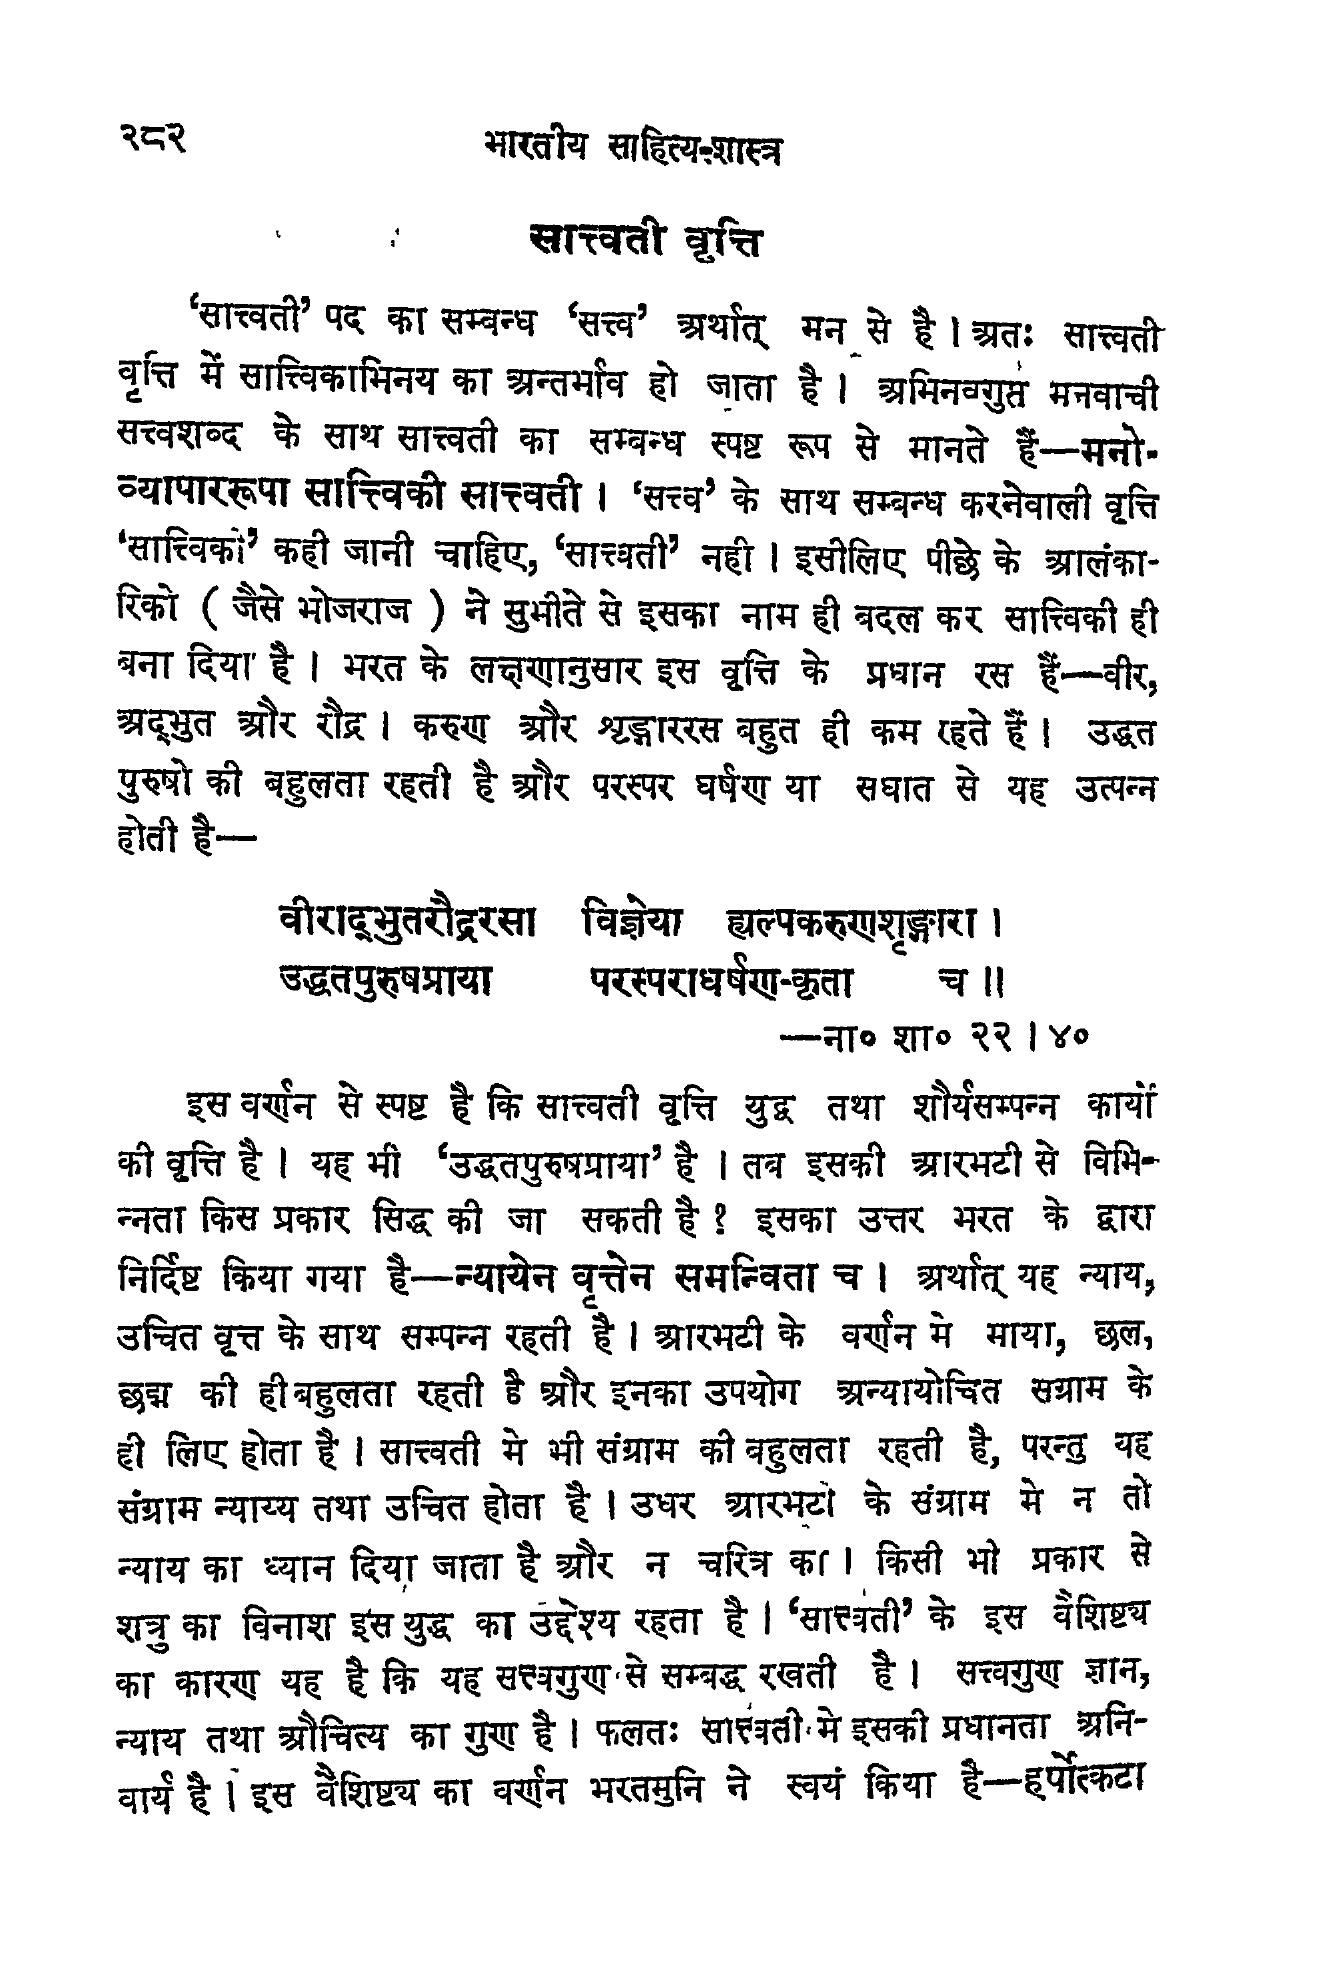 २८२
भारतीय साहित्य-शास्त्र
सात्त्वती वृत्ति
‘सात्त्वती’ पद का सम्बन्ध ‘सत्त्व’ अर्थात् मन से है । अतः सात्त्वती
वृत्ति में सात्त्विकाभिनय का अन्तर्भाव हो जाता है । अभिनवगुप्त मनवाची
सत्त्वशब्द के साथ सात्त्वती का सम्बन्ध स्पष्ट रूप से मानते हैं—मनो-
व्यापाररूपा सात्त्विकी सात्त्वती । ‘सत्त्व’ के साथ सम्बन्ध करनेवाली वृत्ति
‘सात्त्विको’ कही जानी चाहिए, ‘सात्त्वती’ नही । इसीलिए पीछे के आलंका-
रिको ( जैसे भोजराज ) ने सुभीते से इसका नाम ही बदल कर सात्त्विकी ही
बना दिया है । भरत के लक्षणानुसार इस वृत्ति के प्रधान रस हैं—वीर,
अद्भुत और रौद्र । करुण और शृङ्गाररस बहुत ही कम रहते हैं । उद्धत
पुरुषो की बहुलता रहती है और परस्पर घर्षण या सघात से यह उत्पन्न
होती है—
वीराद्भुतरौद्ररसा विज्ञेया ह्यल्पकरुणशृङ्गारा ।
उद्धतपुरुषप्राया परस्पराधर्षण-कृता च ॥
—ना० शा० २२ । ४०
इस वर्णन से स्पष्ट है कि सात्त्वती वृत्ति युद्व तथा शौर्यसम्पन्न कार्यों
की वृत्ति है । यह भी ‘उद्धतपुरुषप्राया’ है । तब इसकी आरभटी से विभि-
न्नता किस प्रकार सिद्ध की जा सकती है ? इसका उत्तर भरत के द्वारा
निर्दिष्ट किया गया है—न्यायेन वृत्तेन समन्विता च । अर्थात् यह न्याय,
उचित वृत्त के साथ सम्पन्न रहती है । आरभटी के वर्णन मे माया, छल,
छद्म की ही बहुलता रहती है और इनका उपयोग अन्यायोचित सग्राम के
ही लिए होता है । सात्त्वती मे भी संग्राम की बहुलता रहती है, परन्तु यह
संग्राम न्याय्य तथा उचित होता है । उधर आरभटी के संग्राम मे न तो
न्याय का ध्यान दिया जाता है और न चरित्र का । किसी भो प्रकार से
शत्रु का विनाश इस युद्ध का उद्देश्य रहता है । ‘सात्त्वती’ के इस वैशिष्ट्य
का कारण यह है कि यह सत्त्वगुण से सम्बद्ध रखती है । सत्त्वगुण ज्ञान,
न्याय तथा औचित्य का गुण है । फलतः सात्त्वती मे इसकी प्रधानता अनि-
वार्य है । इस वैशिष्ट्य का वर्णन भरतमुनि ने स्वयं किया है—हर्षोत्कटा